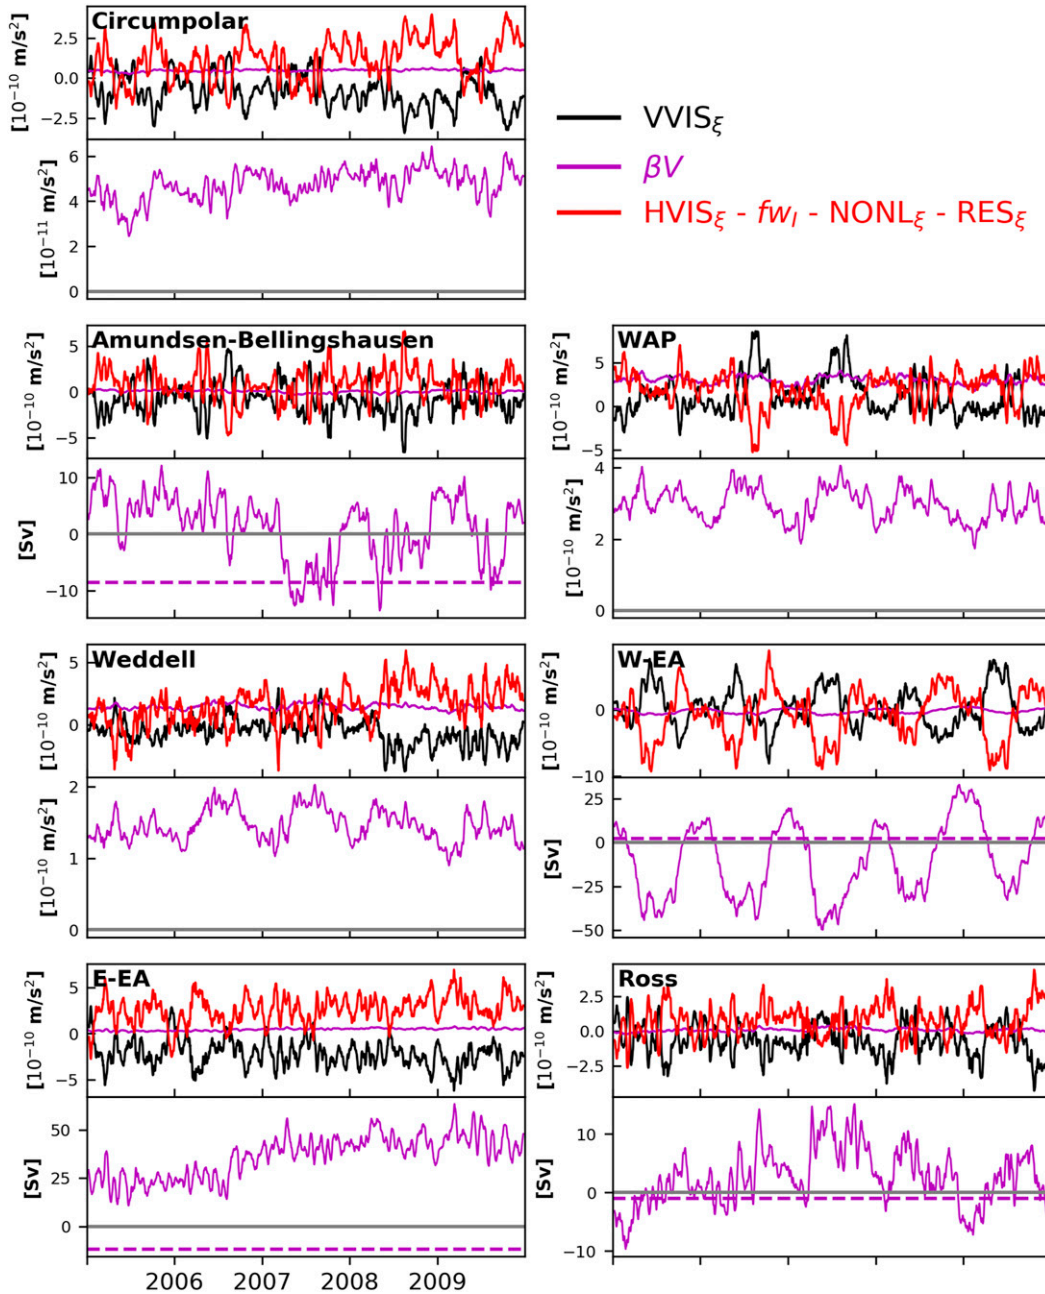 Circumpolar
[10⁻¹⁰ m/s²]
2.5
0.0
−2.5
[10⁻¹¹ m/s²]
6
4
2
0
VVIS_ξ
βV
HVIS_ξ - fw_I - NONL_ξ - RES_ξ
Amundsen-Bellingshausen
[10⁻¹⁰ m/s²]
5
0
−5
[Sv]
10
0
−10
WAP
[10⁻¹⁰ m/s²]
5
0
−5
[10⁻¹⁰ m/s²]
4
2
0
Weddell
[10⁻¹⁰ m/s²]
5
0
[10⁻¹⁰ m/s²]
2
1
0
W-EA
[10⁻¹⁰ m/s²]
0
−10
[Sv]
25
0
−25
−50
E-EA
[10⁻¹⁰ m/s²]
5
0
−5
[Sv]
50
25
0
2006 2007 2008 2009
Ross
[10⁻¹⁰ m/s²]
2.5
0.0
−2.5
[Sv]
10
0
−10